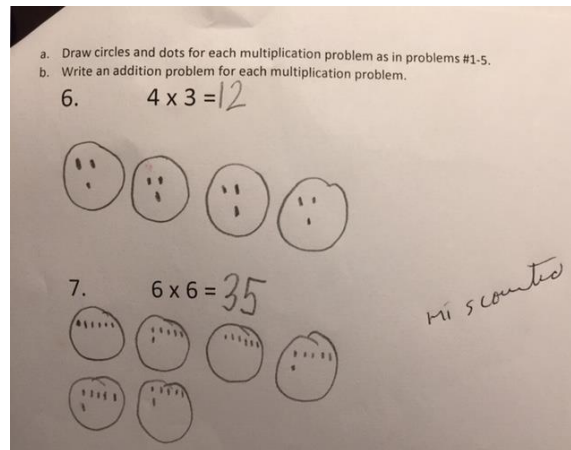 a. Draw circles and dots for each multiplication problem as in problems #1-5.
b. Write an addition problem for each multiplication problem.
6. 4 x 3 = 12
7. 6 x 6 = 35
Miscounted